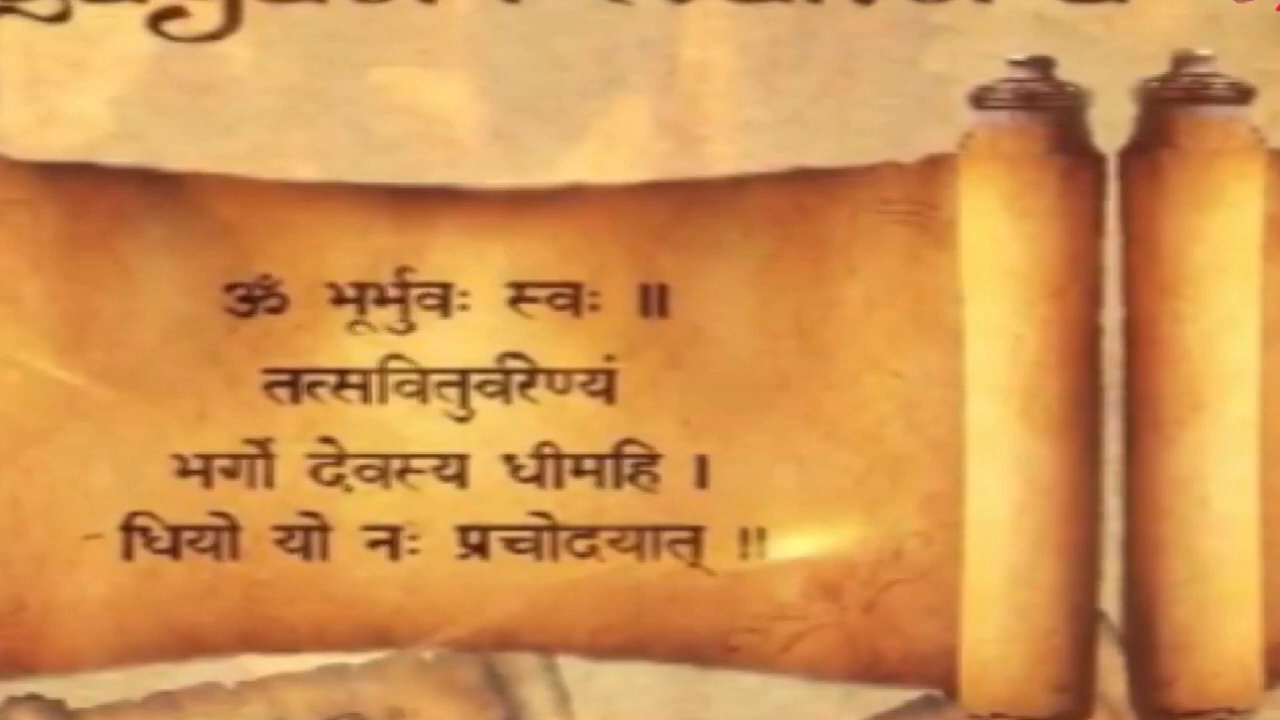 ॐ भूर्भुवः स्वः ॥
तत्सवितुर्वरेण्यं
भर्गो देवस्य धीमहि ।
धियो यो नः प्रचोदयात् !!